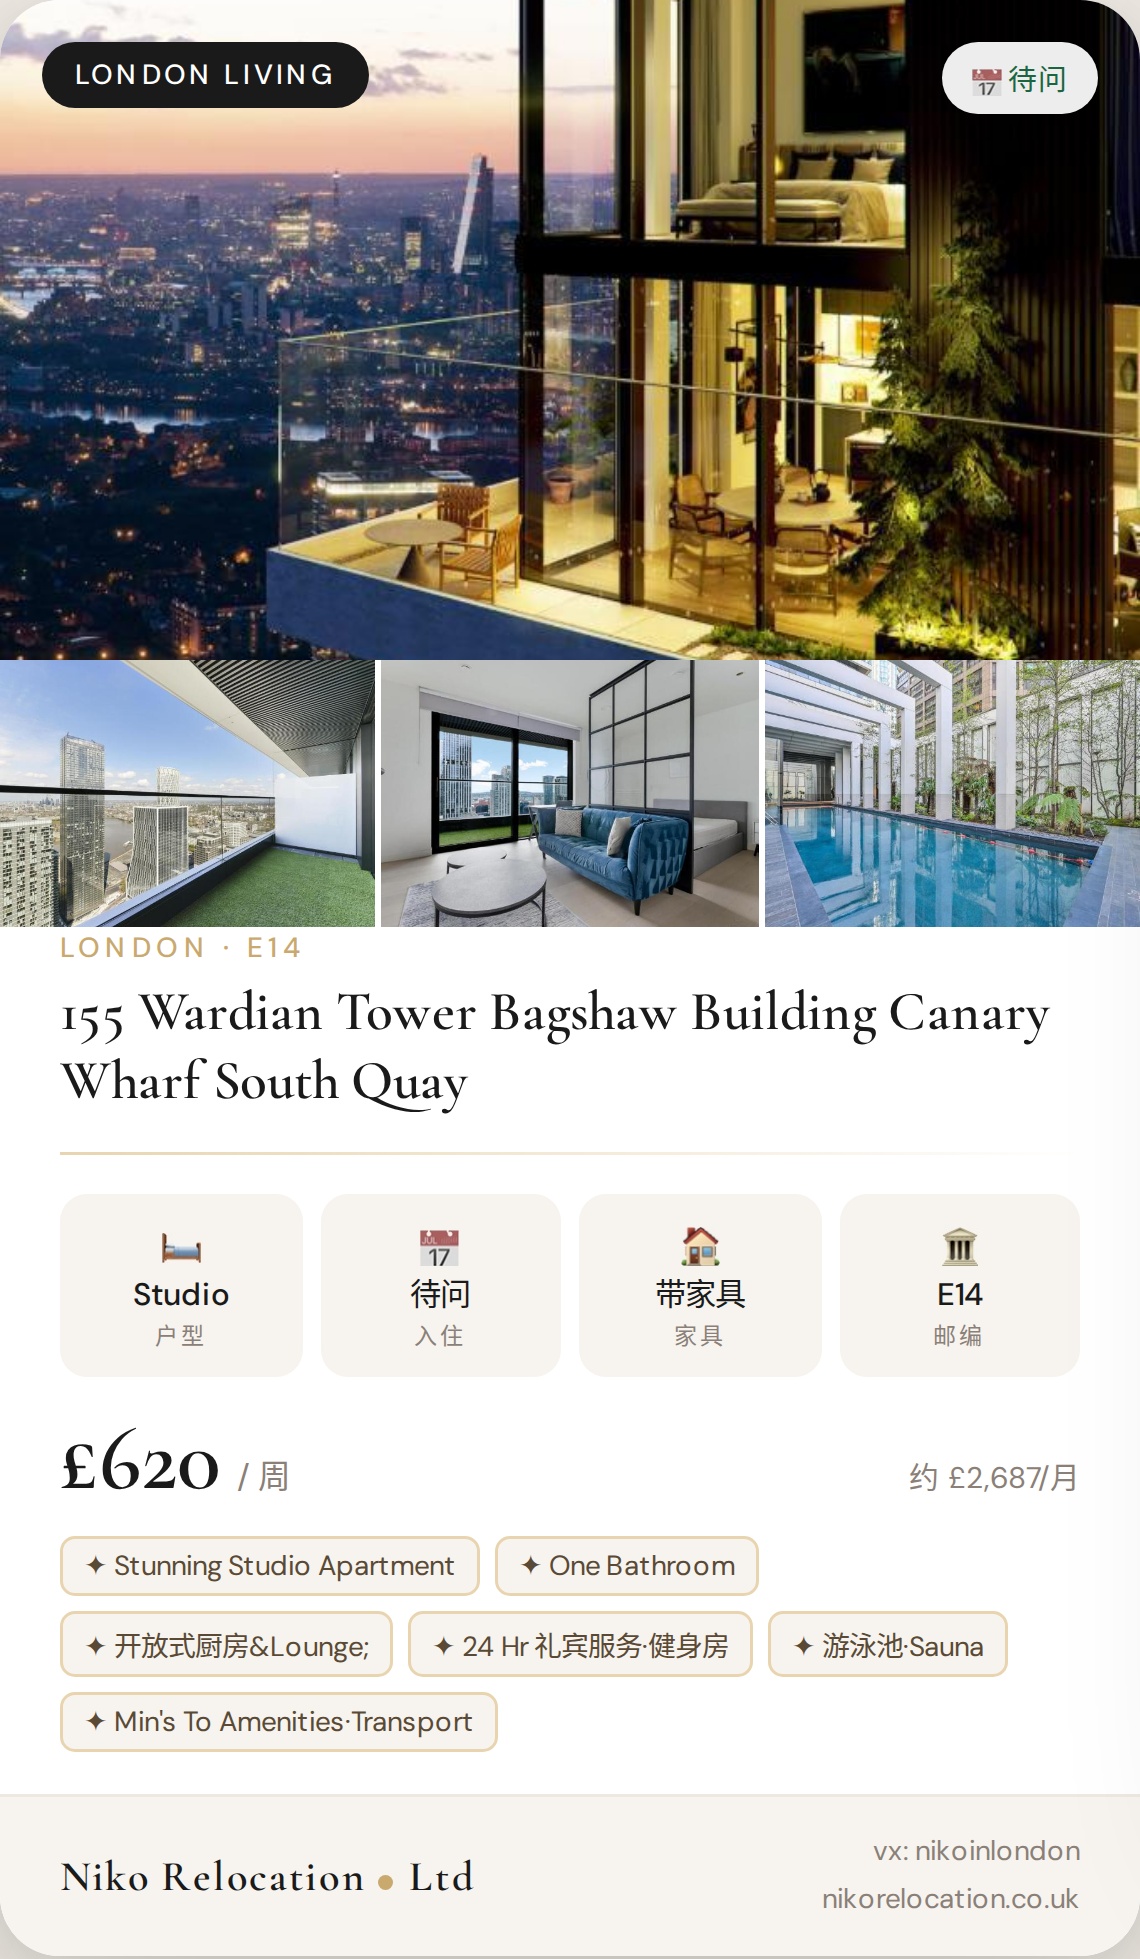 LONDON LIVING
📅 待问
LONDON · E14
155 Wardian Tower Bagshaw Building Canary
Wharf South Quay
Studio
户型
待问
入住
带家具
家具
E14
邮编
£620 / 周
约 £2,687/月
✦ Stunning Studio Apartment
✦ One Bathroom
✦ 开放式厨房&Lounge;
✦ 24 Hr 礼宾服务·健身房
✦ 游泳池·Sauna
✦ Min's To Amenities·Transport
Niko Relocation ● Ltd
vx: nikoinlondon
nikorelocation.co.uk